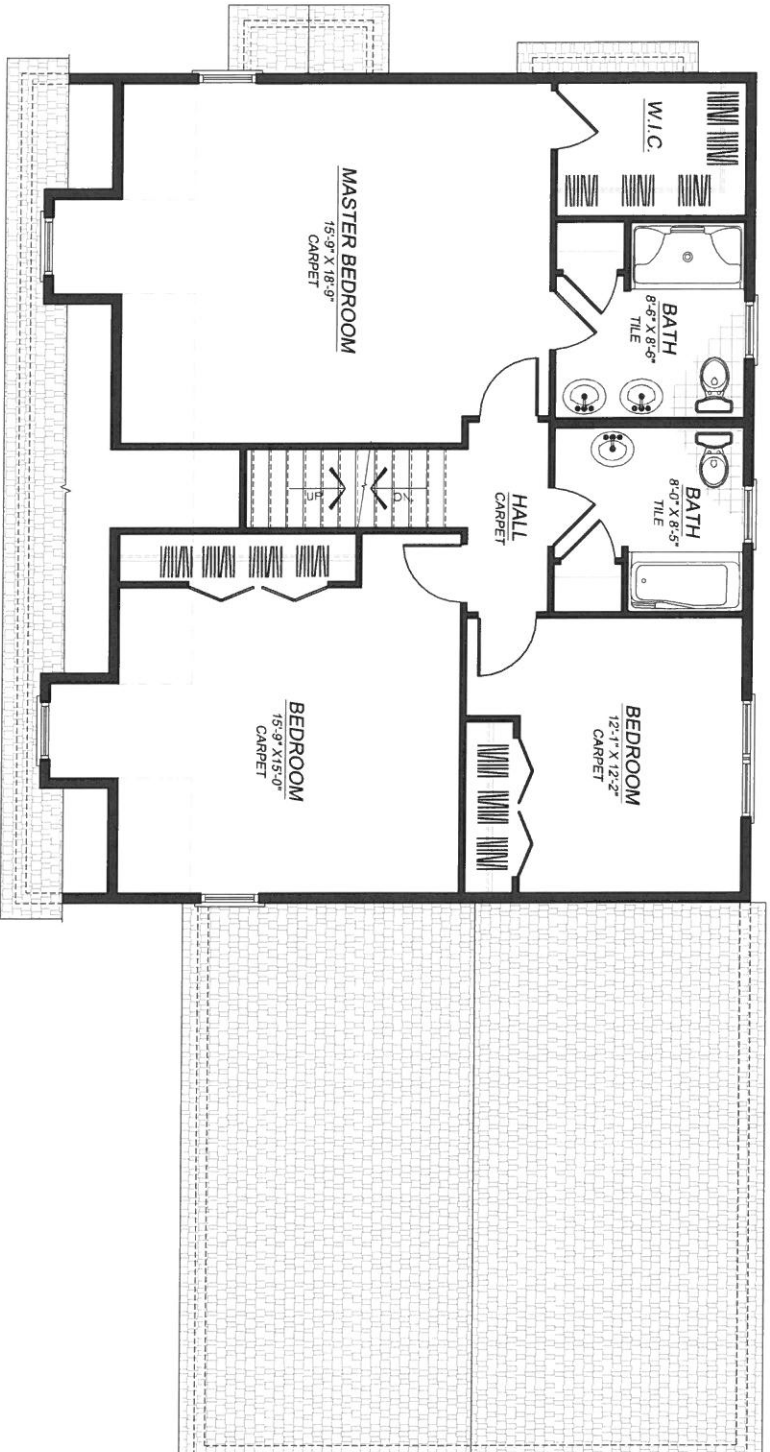 W.I.C.
BATH
8'-6" X 8'-6"
TILE
BATH
8'-0" X 8'-5"
TILE
BEDROOM
12'-1" X 12'-2"
CARPET
HALL
CARPET
MASTER BEDROOM
15'-9" X 18'-9"
CARPET
UP
DN
BEDROOM
15'-9" X15'-0"
CARPET